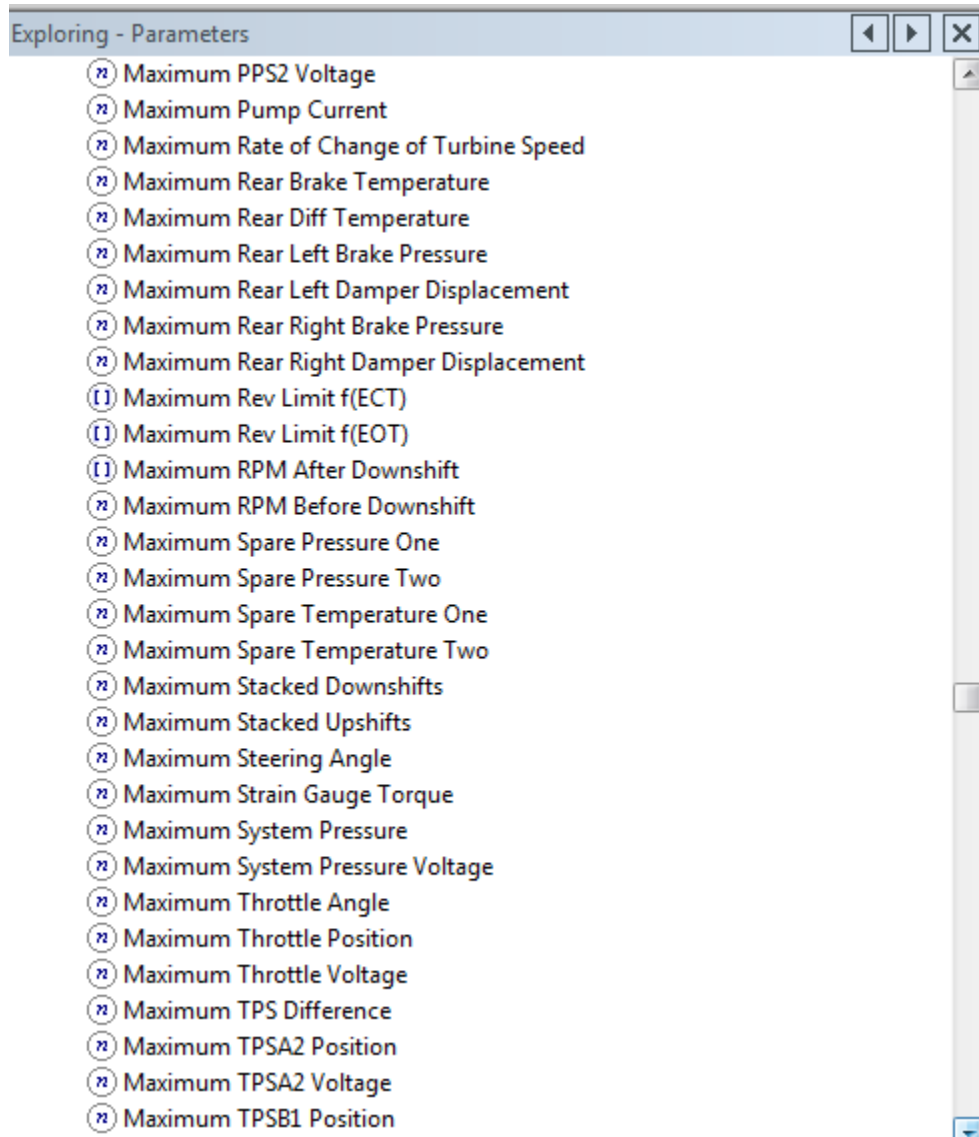 Exploring - Parameters
n Maximum PPS2 Voltage
n Maximum Pump Current
n Maximum Rate of Change of Turbine Speed
n Maximum Rear Brake Temperature
n Maximum Rear Diff Temperature
n Maximum Rear Left Brake Pressure
n Maximum Rear Left Damper Displacement
n Maximum Rear Right Brake Pressure
n Maximum Rear Right Damper Displacement
[ ] Maximum Rev Limit f(ECT)
[ ] Maximum Rev Limit f(EOT)
[ ] Maximum RPM After Downshift
n Maximum RPM Before Downshift
n Maximum Spare Pressure One
n Maximum Spare Pressure Two
n Maximum Spare Temperature One
n Maximum Spare Temperature Two
n Maximum Stacked Downshifts
n Maximum Stacked Upshifts
n Maximum Steering Angle
n Maximum Strain Gauge Torque
n Maximum System Pressure
n Maximum System Pressure Voltage
n Maximum Throttle Angle
n Maximum Throttle Position
n Maximum Throttle Voltage
n Maximum TPS Difference
n Maximum TPSA2 Position
n Maximum TPSA2 Voltage
n Maximum TPSB1 Position